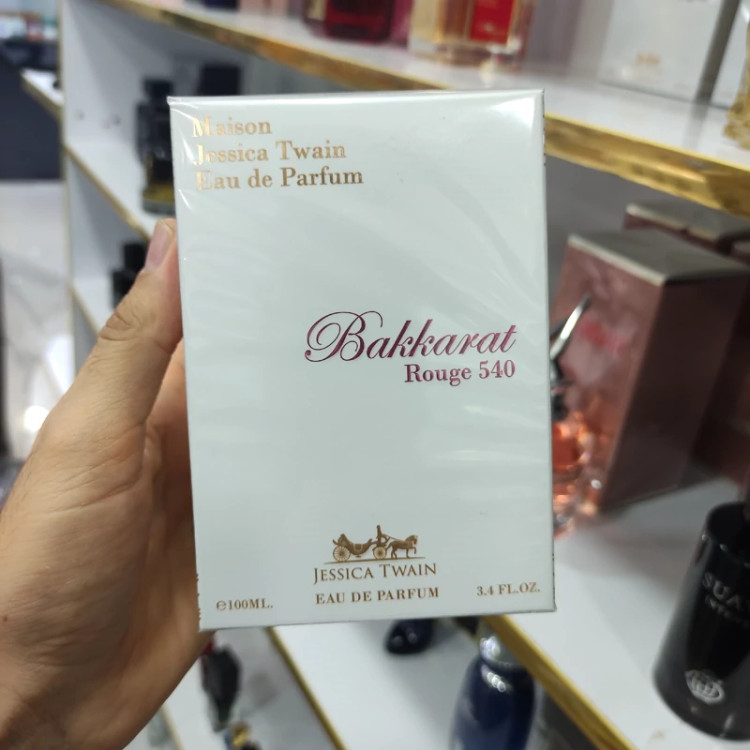 Maison
Jessica Twain
Eau de Parfum
Bakkarat
Rouge 540
JESSICA TWAIN
EAU DE PARFUM
℮100ML.
3.4 FL.OZ.